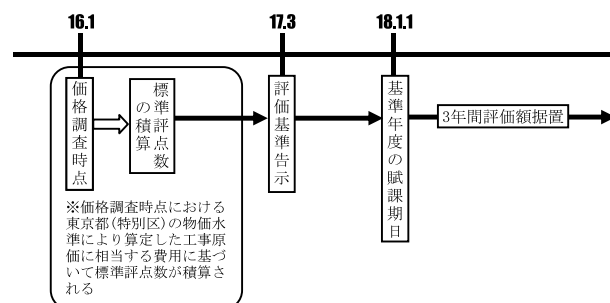 16.1
17.3
18.1.1
価格調査時点
標準評点数
の積算
評価基準告示
基準年度の賦課期日
3年間評価額据置
※価格調査時点における
東京都(特別区)の物価水
準により算定した工事原
価に相当する費用に基づ
いて標準評点数が積算さ
れる